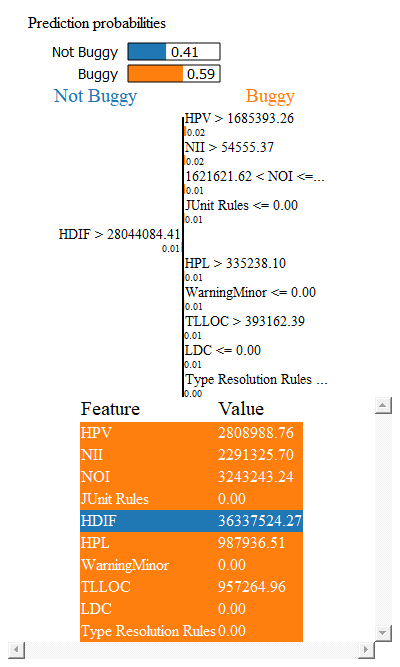 Prediction probabilities
Not Buggy 0.41
Buggy 0.59
Not Buggy Buggy
HPV > 1685393.26
0.02
NII > 54555.37
0.02
1621621.62 < NOI <=...
0.01
JUnit Rules <= 0.00
0.01
HDIF > 28044084.41
0.01
HPL > 335238.10
0.01
WarningMinor <= 0.00
0.01
TLLOC > 393162.39
0.01
LDC <= 0.00
0.01
Type Resolution Rules ...
0.00
Feature Value
HPV 2808988.76
NII 2291325.70
NOI 3243243.24
JUnit Rules 0.00
HDIF 36337524.27
HPL 987936.51
WarningMinor 0.00
TLLOC 957264.96
LDC 0.00
Type Resolution Rules 0.00